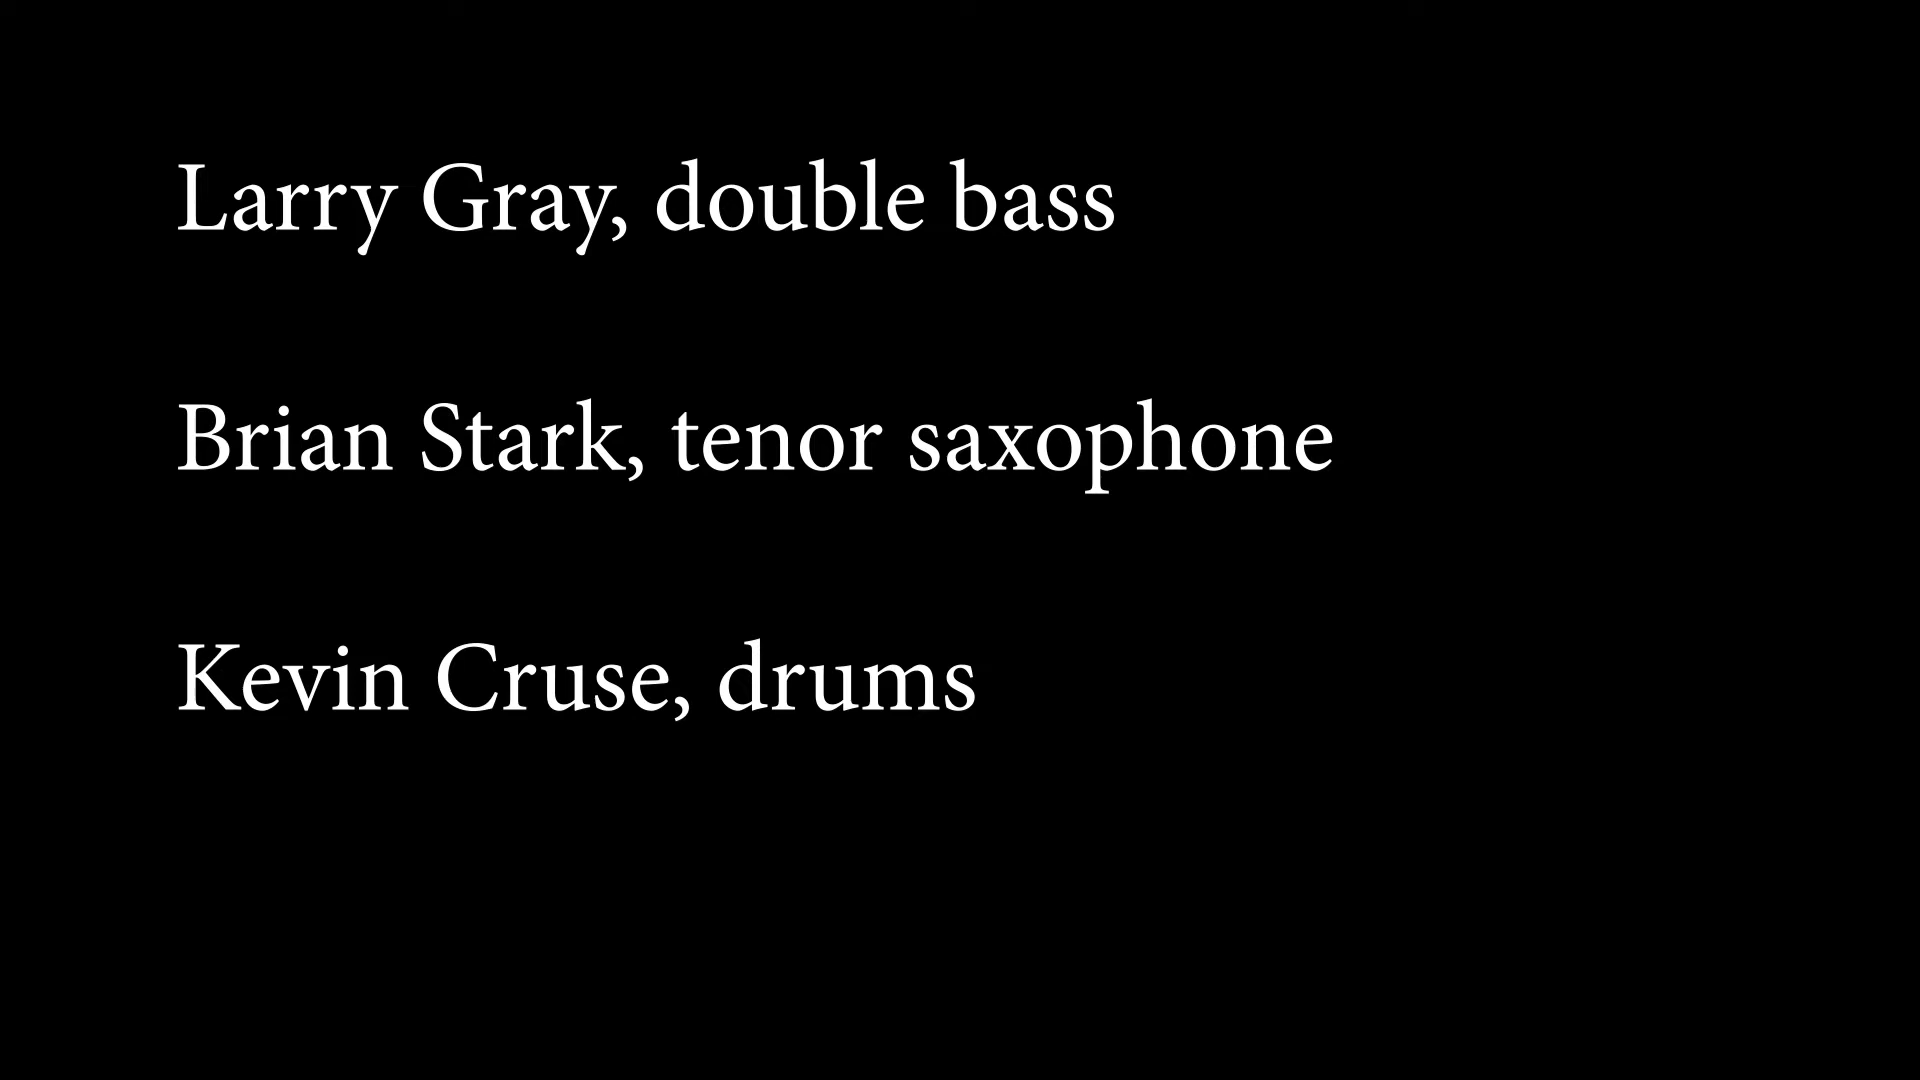 Larry Gray, double bass
Brian Stark, tenor saxophone
Kevin Cruse, drums